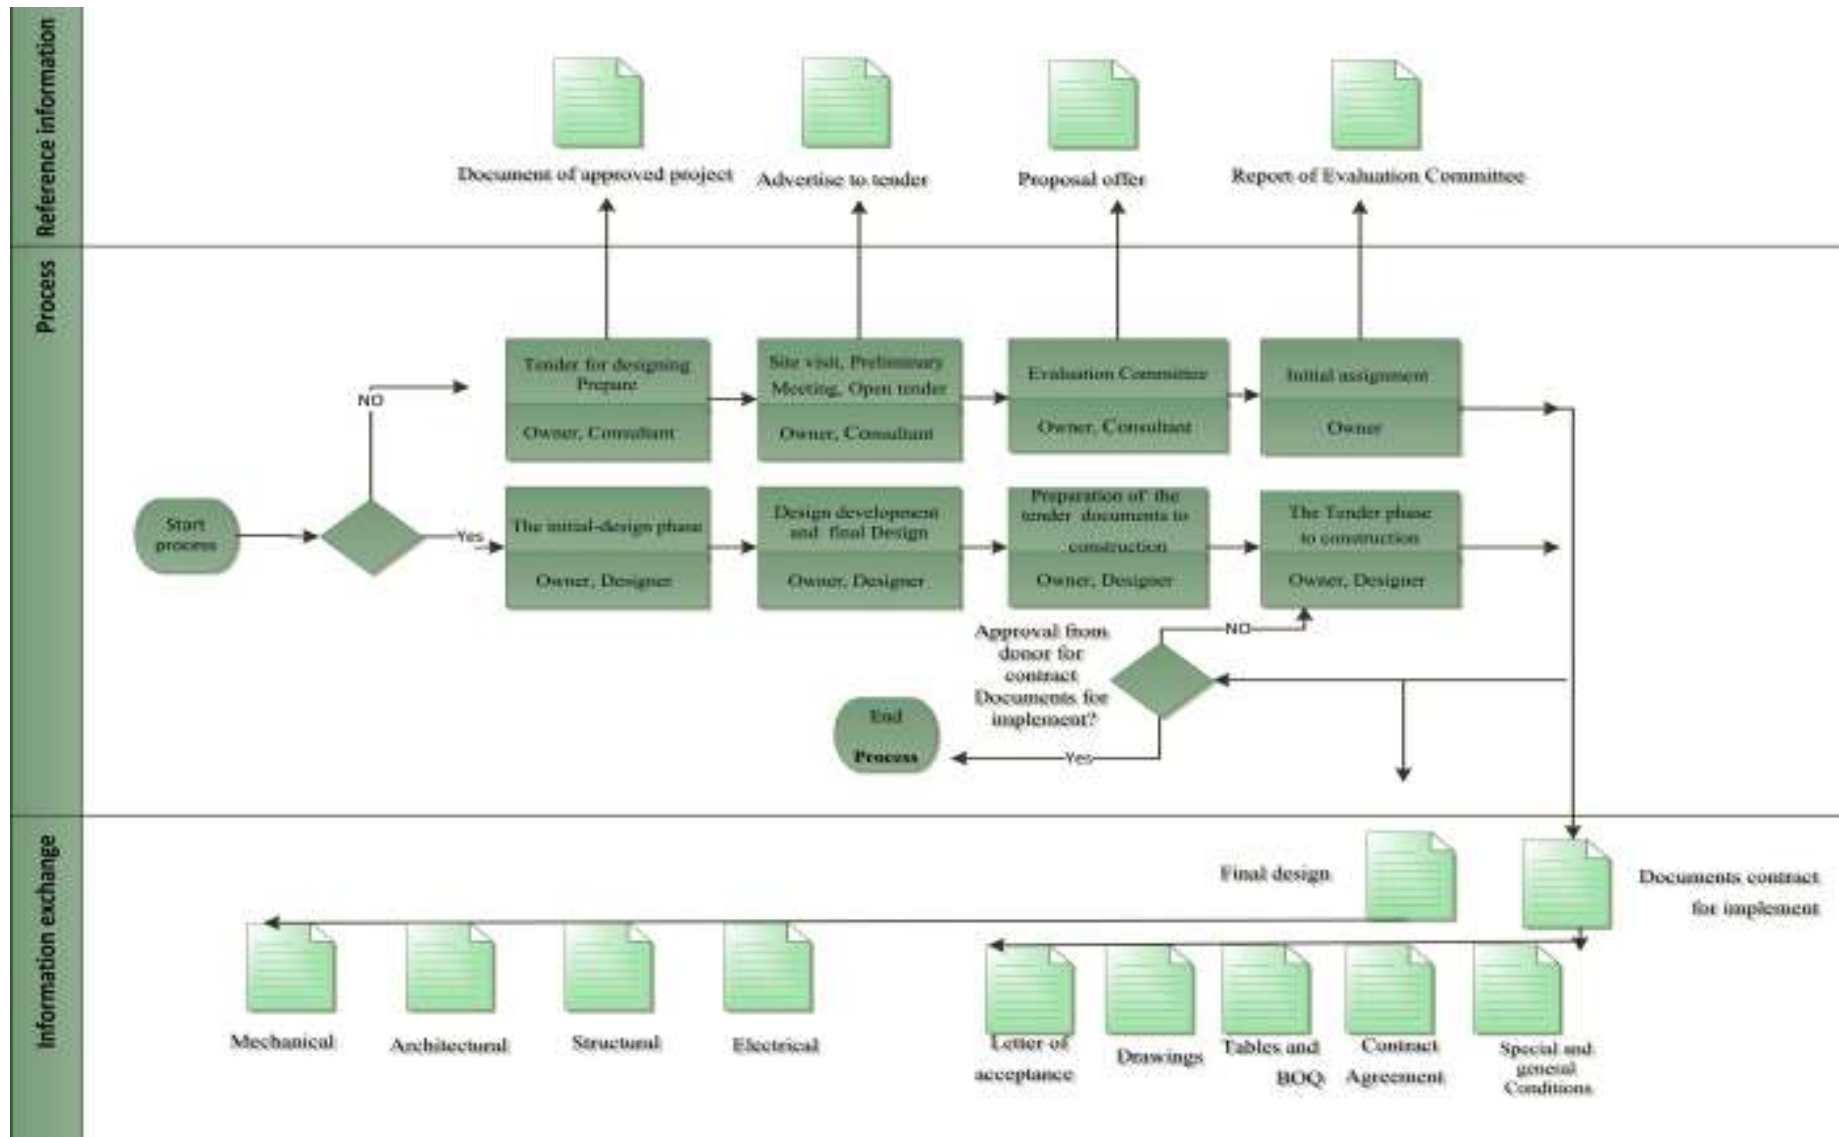 Reference information
Document of approved project
Advertise to tender
Proposal offer
Report of Evaluation Committee
Process
Tender for designing
Prepare
Owner, Consultant
Site visit, Preliminary
Meeting, Open tender
Owner, Consultant
Evaluation Committee
Owner, Consultant
Initial assignment
Owner
NO
Start
process
Yes
The initial-design phase
Owner, Designer
Design development
and final Design
Owner, Designer
Preparation of the
tender documents to
construction
Owner, Designer
The Tender phase
to construction
Owner, Designer
Approval from
donor for
contract
Documents for
implement?
NO
Yes
End
Process
Information exchange
Final design
Documents contract
for implement
Mechanical
Architectural
Structural
Electrical
Letter of
acceptance
Drawings
Tables and
BOQ
Contract
Agreement
Special and
general
Conditions